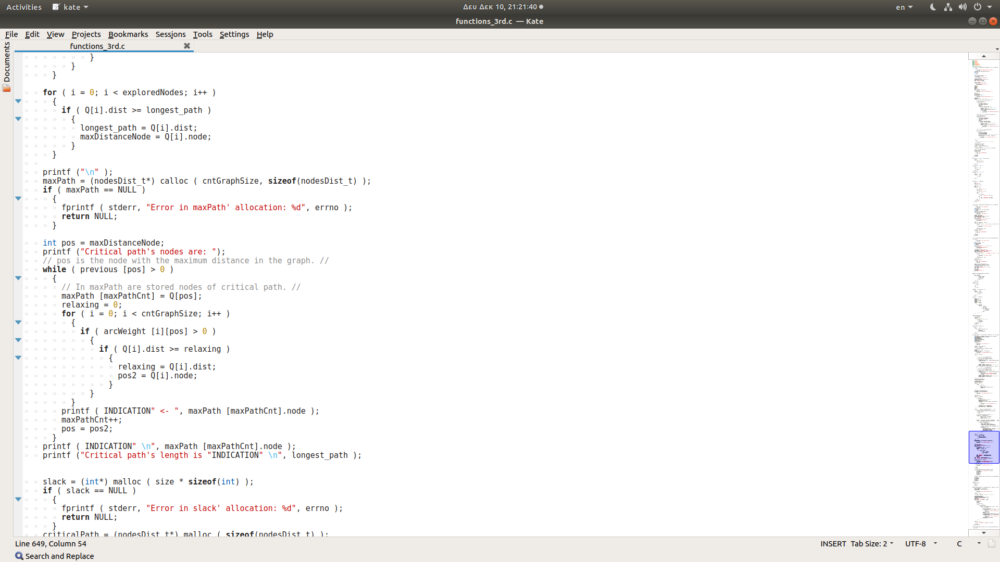 Activities kate Δευ Δεκ 10, 21:21:40 en
functions_3rd.c — Kate
File Edit View Projects Bookmarks Sessions Tools Settings Help
functions_3rd.c
Documents
}
}
}
for ( i = 0; i < exploredNodes; i++ )
{
if ( Q[i].dist >= longest_path )
{
longest_path = Q[i].dist;
maxDistanceNode = Q[i].node;
}
}
printf ("\n" );
maxPath = (nodesDist_t*) calloc ( cntGraphSize, sizeof(nodesDist_t) );
if ( maxPath == NULL )
{
fprintf ( stderr, "Error in maxPath' allocation: %d", errno );
return NULL;
}
int pos = maxDistanceNode;
printf ("Critical path's nodes are: ");
// pos is the node with the maximum distance in the graph. //
while ( previous [pos] > 0 )
{
// In maxPath are stored nodes of critical path. //
maxPath [maxPathCnt] = Q[pos];
relaxing = 0;
for ( i = 0; i < cntGraphSize; i++ )
{
if ( arcWeight [i][pos] > 0 )
{
if ( Q[i].dist >= relaxing )
{
relaxing = Q[i].dist;
pos2 = Q[i].node;
}
}
}
printf ( INDICATION" <- ", maxPath [maxPathCnt].node );
maxPathCnt++;
pos = pos2;
}
printf ( INDICATION" \n", maxPath [maxPathCnt].node );
printf ("Critical path's length is "INDICATION" \n", longest_path );
slack = (int*) malloc ( size * sizeof(int) );
if ( slack == NULL )
{
fprintf ( stderr, "Error in slack' allocation: %d", errno );
return NULL;
}
criticalPath = (nodesDist_t*) malloc ( sizeof(nodesDist_t) );
Line 649, Column 54 INSERT Tab Size: 2 UTF-8 C
Search and Replace